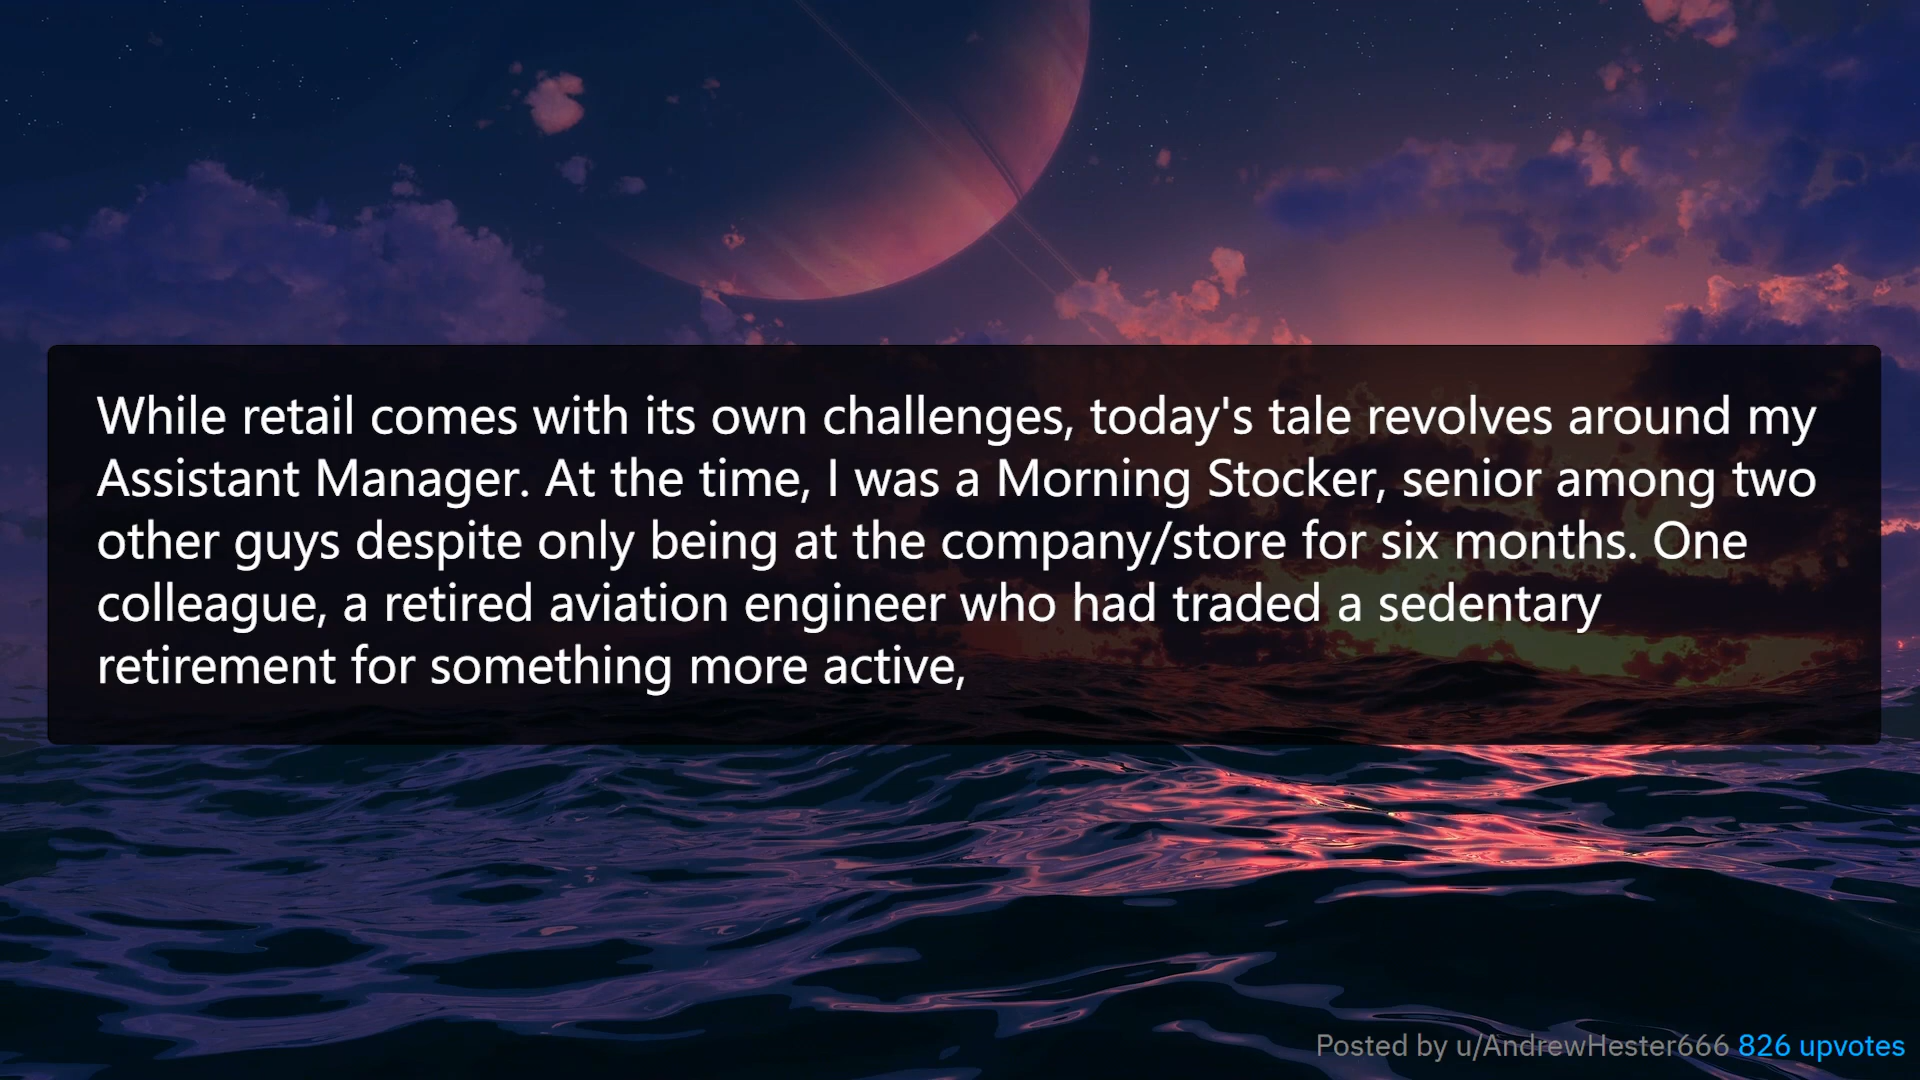 While retail comes with its own challenges, today's tale revolves around my
Assistant Manager. At the time, I was a Morning Stocker, senior among two
other guys despite only being at the company/store for six months. One
colleague, a retired aviation engineer who had traded a sedentary
retirement for something more active,
Posted by u/AndrewHester666 826 upvotes